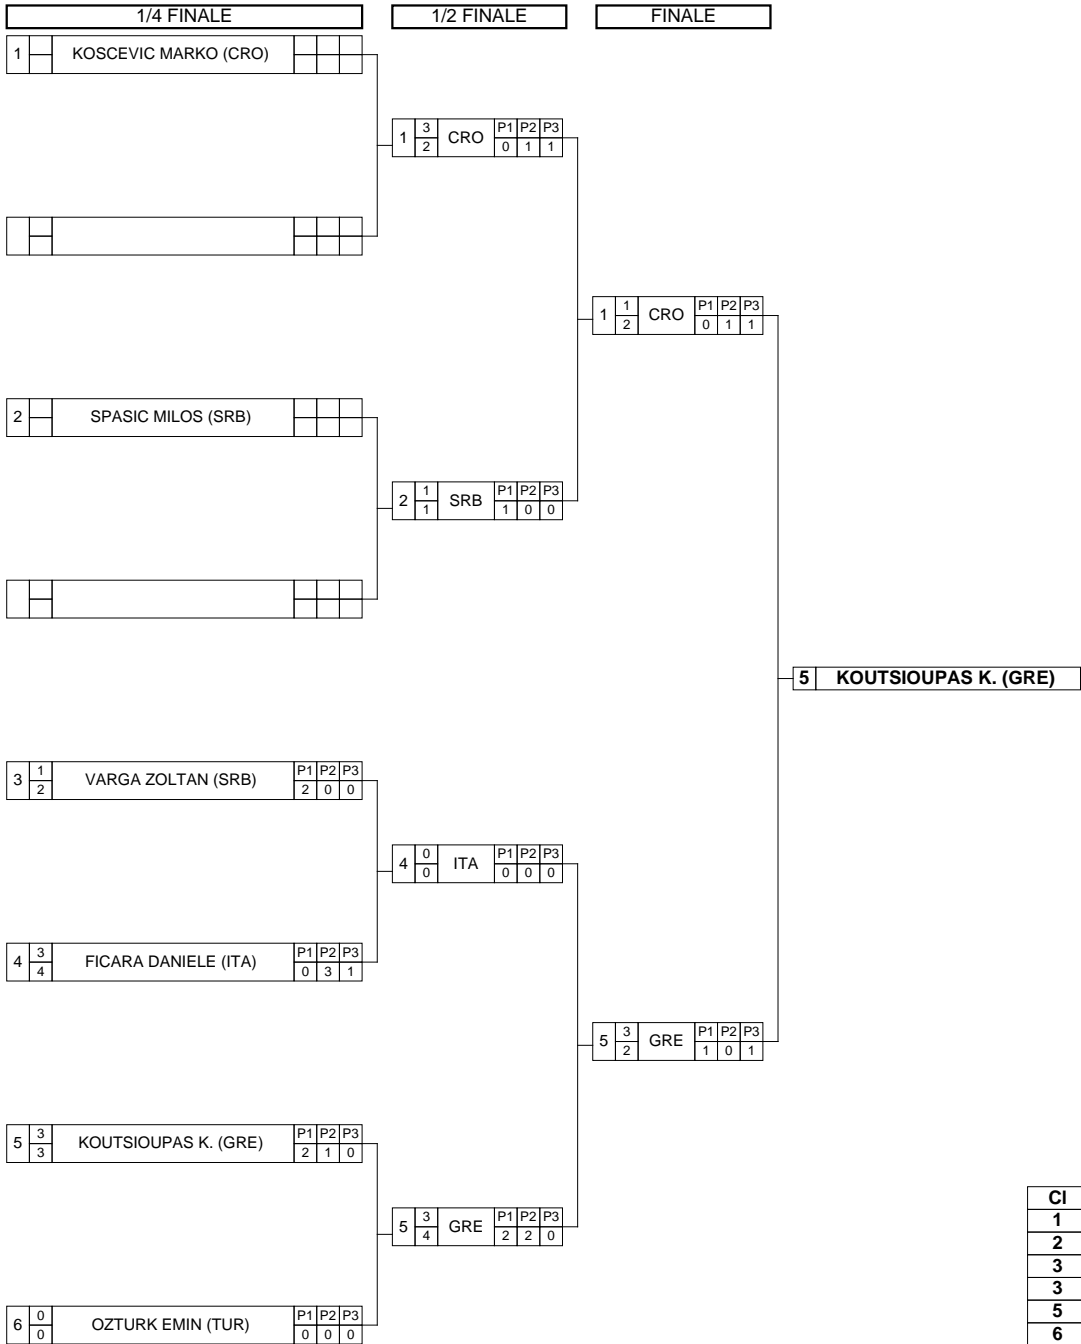 1/4 FINALE 1/2 FINALE FINALE
1 KOSCEVIC MARKO (CRO)
1 3 2 CRO P1 P2 P3
0 1 1
1 1 2 CRO P1 P2 P3
0 1 1
2 SPASIC MILOS (SRB)
2 1 1 SRB P1 P2 P3
1 0 0
5 KOUTSIOUPAS K. (GRE)
3 1 2 VARGA ZOLTAN (SRB) P1 P2 P3
2 0 0
4 0 0 ITA P1 P2 P3
0 0 0
4 3 4 FICARA DANIELE (ITA) P1 P2 P3
0 3 1
5 3 2 GRE P1 P2 P3
1 0 1
5 3 3 KOUTSIOUPAS K. (GRE) P1 P2 P3
2 1 0
5 3 4 GRE P1 P2 P3
2 2 0
6 0 0 OZTURK EMIN (TUR) P1 P2 P3
0 0 0
Cl
1
2
3
3
5
6